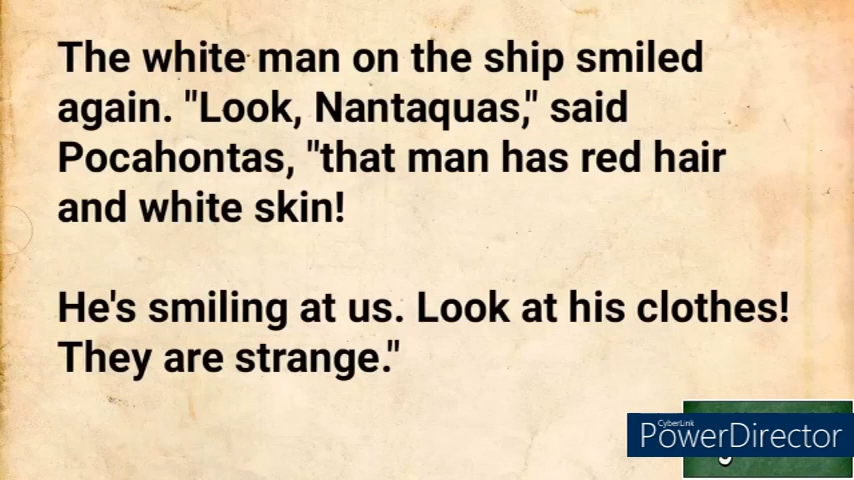 The white man on the ship smiled
again. "Look, Nantaquas," said
Pocahontas, "that man has red hair
and white skin!
He's smiling at us. Look at his clothes!
They are strange."
CyberLink
PowerDirector